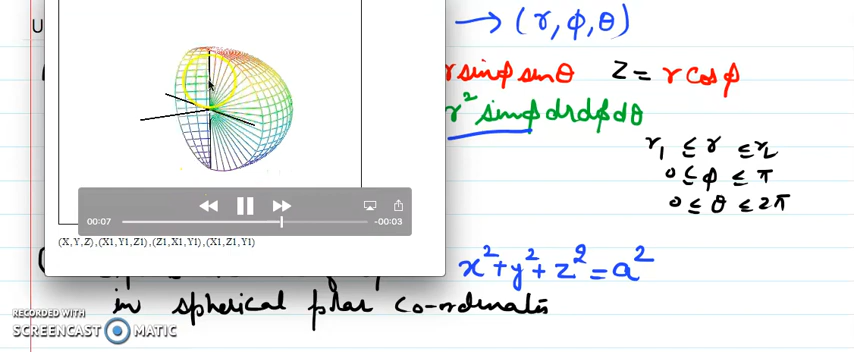 U
→ (r, ϕ, θ)
r sinϕ sinθ   z = r cosϕ
r² sinϕ dr dϕ dθ
r₁ ≤ r ≤ r₂
0 ≤ ϕ ≤ π
0 ≤ θ ≤ 2π
00:07
-00:03
(X,Y,Z),(X1,Y1,Z1),(Z1,X1,Y1),(X1,Z1,Y1)
x² + y² + z² = a²
in spherical polar co-ordinates
RECORDED WITH
SCREENCAST MATIC